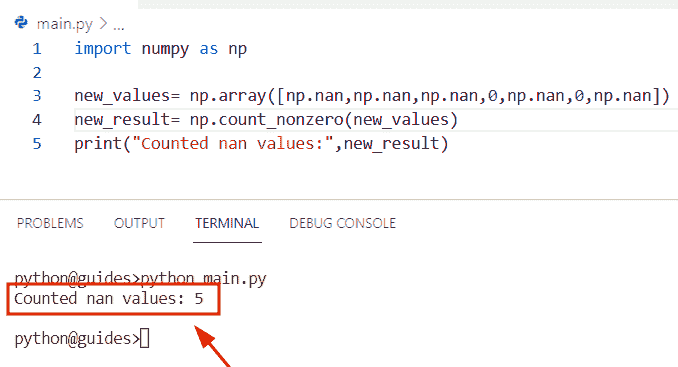 main.py > ...
1 import numpy as np
2
3 new_values= np.array([np.nan,np.nan,np.nan,0,np.nan,0,np.nan])
4 new_result= np.count_nonzero(new_values)
5 print("Counted nan values:",new_result)
PROBLEMS OUTPUT TERMINAL DEBUG CONSOLE
python@guides>python main.py
Counted nan values: 5
python@guides>